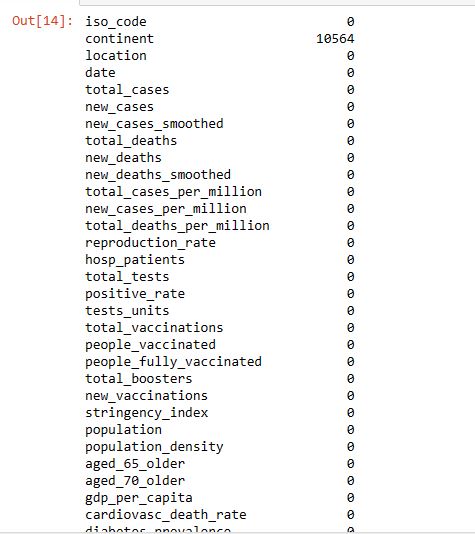 Out[14]: iso_code 0
continent 10564
location 0
date 0
total_cases 0
new_cases 0
new_cases_smoothed 0
total_deaths 0
new_deaths 0
new_deaths_smoothed 0
total_cases_per_million 0
new_cases_per_million 0
total_deaths_per_million 0
reproduction_rate 0
hosp_patients 0
total_tests 0
positive_rate 0
tests_units 0
total_vaccinations 0
people_vaccinated 0
people_fully_vaccinated 0
total_boosters 0
new_vaccinations 0
stringency_index 0
population 0
population_density 0
aged_65_older 0
aged_70_older 0
gdp_per_capita 0
cardiovasc_death_rate 0
diabetes_prevalence 0